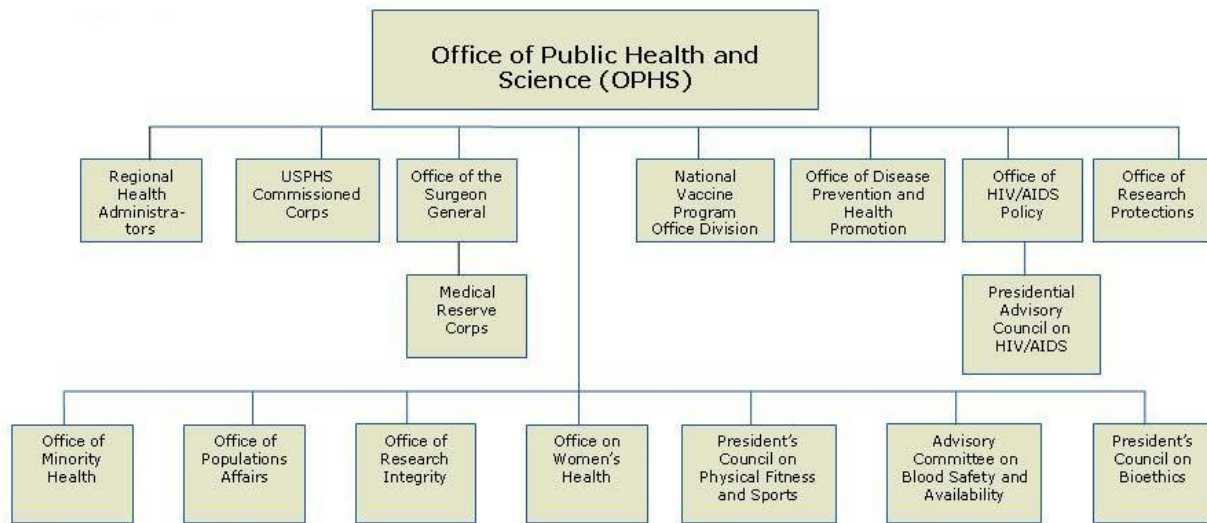 Office of Public Health and
Science (OPHS)
Regional
Health
Administra-
tors
USPHS
Commissioned
Corps
Office of the
Surgeon
General
National
Vaccine
Program
Office Division
Office of Disease
Prevention and
Health
Promotion
Office of
HIV/AIDS
Policy
Office of
Research
Protections
Medical
Reserve
Corps
Presidential
Advisory
Council on
HIV/AIDS
Office of
Minority
Health
Office of
Populations
Affairs
Office of
Research
Integrity
Office on
Women's
Health
President's
Council on
Physical Fitness
and Sports
Advisory
Committee on
Blood Safety and
Availability
President's
Council on
Bioethics